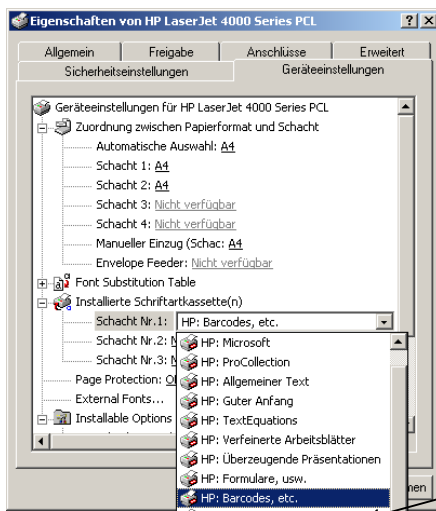 Eigenschaften von HP LaserJet 4000 Series PCL
Allgemein Freigabe Anschlüsse Erweitert
Sicherheitseinstellungen Geräteeinstellungen
Geräteeinstellungen für HP LaserJet 4000 Series PCL
Zuordnung zwischen Papierformat und Schacht
Automatische Auswahl: A4
Schacht 1: A4
Schacht 2: A4
Schacht 3: Nicht verfügbar
Schacht 4: Nicht verfügbar
Manueller Einzug (Schac: A4
Envelope Feeder: Nicht verfügbar
Font Substitution Table
Installierte Schriftartkassette(n)
Schacht Nr.1: HP: Barcodes, etc.
Schacht Nr.2:
HP: Microsoft
Schacht Nr.3:
HP: ProCollection
Page Protection:
HP: Allgemeiner Text
External Fonts...
HP: Guter Anfang
Installable Options
HP: TextEquations
HP: Verfeinerte Arbeitsblätter
HP: Überzeugende Präsentationen
HP: Formulare, usw.
HP: Barcodes, etc.